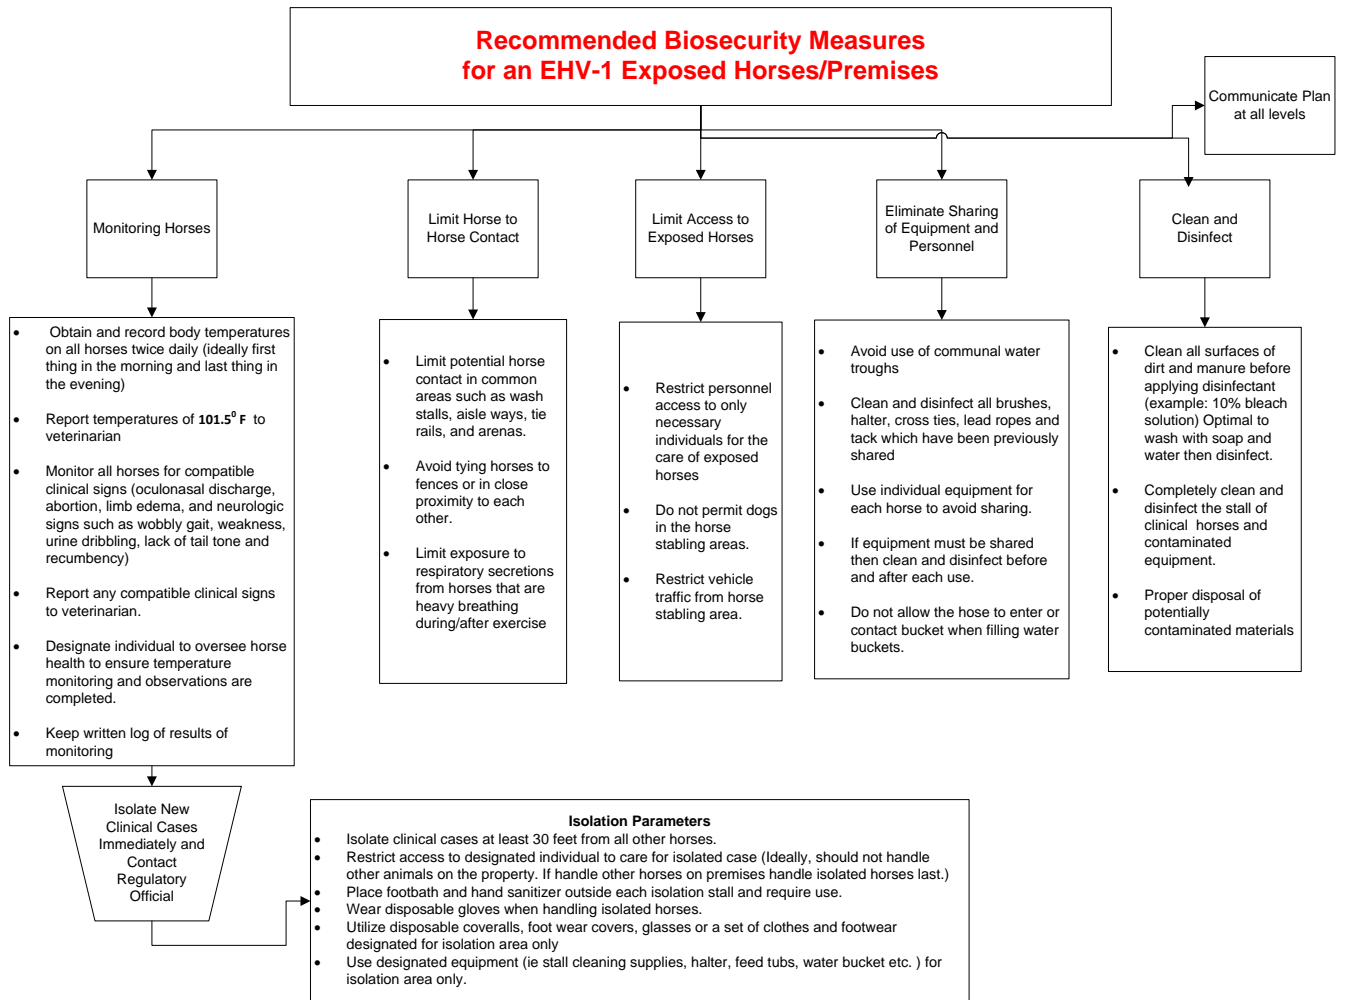 Recommended Biosecurity Measures
for an EHV-1 Exposed Horses/Premises
Communicate Plan
at all levels
Monitoring Horses
Limit Horse to
Horse Contact
Limit Access to
Exposed Horses
Eliminate Sharing
of Equipment and
Personnel
Clean and
Disinfect
• Obtain and record body temperatures
on all horses twice daily (ideally first
thing in the morning and last thing in
the evening)
• Report temperatures of 101.5⁰ F to
veterinarian
• Monitor all horses for compatible
clinical signs (oculonasal discharge,
abortion, limb edema, and neurologic
signs such as wobbly gait, weakness,
urine dribbling, lack of tail tone and
recumbency)
• Report any compatible clinical signs
to veterinarian.
• Designate individual to oversee horse
health to ensure temperature
monitoring and observations are
completed.
• Keep written log of results of
monitoring
• Limit potential horse
contact in common
areas such as wash
stalls, aisle ways, tie
rails, and arenas.
• Avoid tying horses to
fences or in close
proximity to each
other.
• Limit exposure to
respiratory secretions
from horses that are
heavy breathing
during/after exercise
• Restrict personnel
access to only
necessary
individuals for the
care of exposed
horses
• Do not permit dogs
in the horse
stabling areas.
• Restrict vehicle
traffic from horse
stabling area.
• Avoid use of communal water
troughs
• Clean and disinfect all brushes,
halter, cross ties, lead ropes and
tack which have been previously
shared
• Use individual equipment for
each horse to avoid sharing.
• If equipment must be shared
then clean and disinfect before
and after each use.
• Do not allow the hose to enter or
contact bucket when filling water
buckets.
• Clean all surfaces of
dirt and manure before
applying disinfectant
(example: 10% bleach
solution) Optimal to
wash with soap and
water then disinfect.
• Completely clean and
disinfect the stall of
clinical horses and
contaminated
equipment.
• Proper disposal of
potentially
contaminated materials
Isolate New
Clinical Cases
Immediately and
Contact
Regulatory
Official
Isolation Parameters
• Isolate clinical cases at least 30 feet from all other horses.
• Restrict access to designated individual to care for isolated case (Ideally, should not handle
other animals on the property. If handle other horses on premises handle isolated horses last.)
• Place footbath and hand sanitizer outside each isolation stall and require use.
• Wear disposable gloves when handling isolated horses.
• Utilize disposable coveralls, foot wear covers, glasses or a set of clothes and footwear
designated for isolation area only
• Use designated equipment (ie stall cleaning supplies, halter, feed tubs, water bucket etc. ) for
isolation area only.